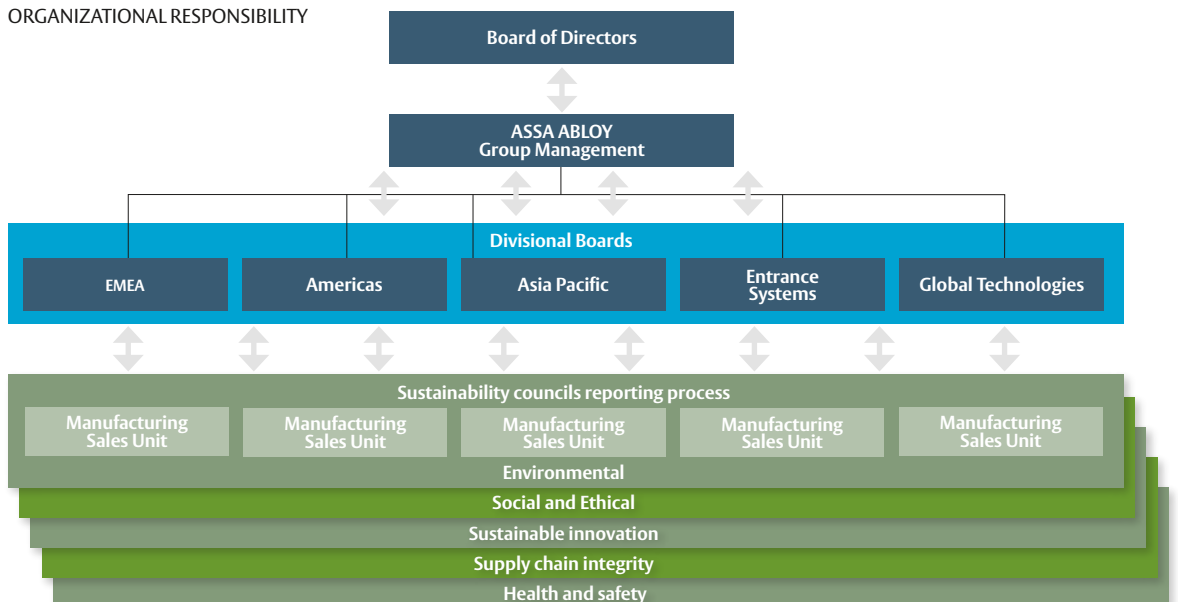 ORGANIZATIONAL RESPONSIBILITY
Board of Directors
ASSA ABLOY
Group Management
Divisional Boards
EMEA
Americas
Asia Pacific
Entrance
Systems
Global Technologies
Sustainability councils reporting process
Manufacturing
Sales Unit
Manufacturing
Sales Unit
Manufacturing
Sales Unit
Manufacturing
Sales Unit
Manufacturing
Sales Unit
Environmental
Social and Ethical
Sustainable innovation
Supply chain integrity
Health and safety